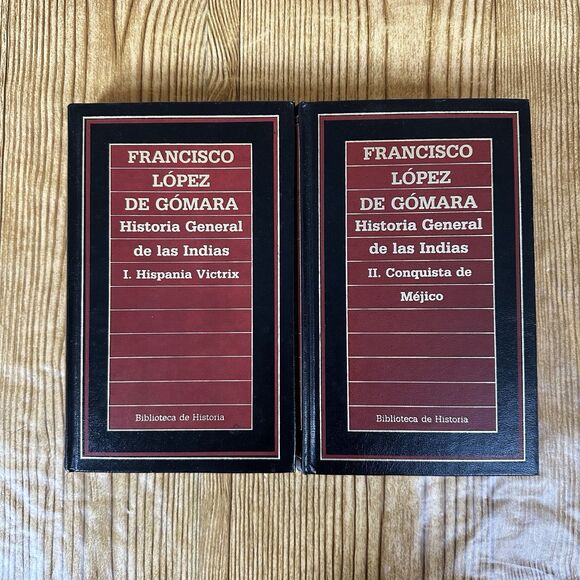 FRANCISCO
LÓPEZ
DE GÓMARA
Historia General
de las Indias
I. Hispania Victrix
Biblioteca de Historia
FRANCISCO
LÓPEZ
DE GÓMARA
Historia General
de las Indias
II. Conquista de
Méjico
Biblioteca de Historia